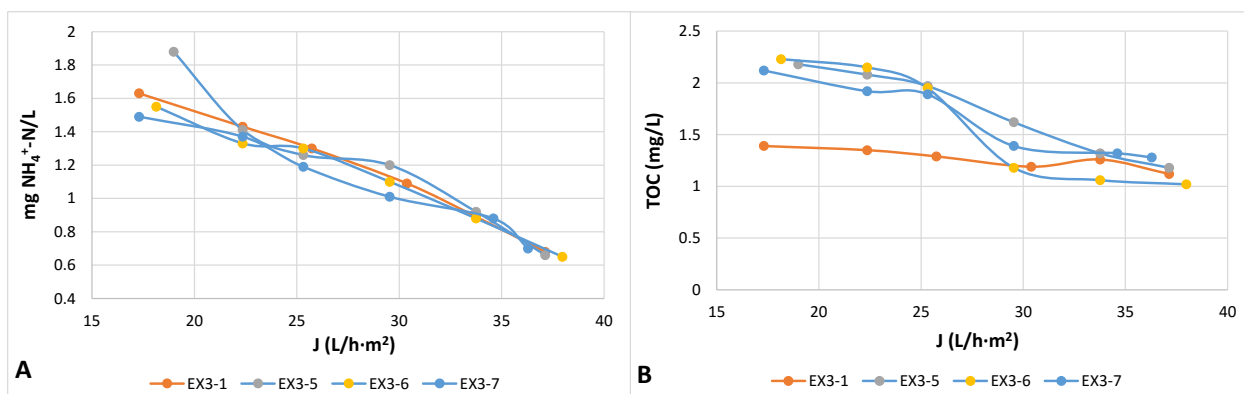 2
1.8
1.6
1.4
1.2
1
0.8
0.6
0.4
mg NH₄⁺-N/L
15 20 25 30 35 40
J (L/h·m²)
A
EX3-1 EX3-5 EX3-6 EX3-7
2.5
2
1.5
1
0.5
0
TOC (mg/L)
15 20 25 30 35 40
J (L/h·m²)
B
EX3-1 EX3-5 EX3-6 EX3-7